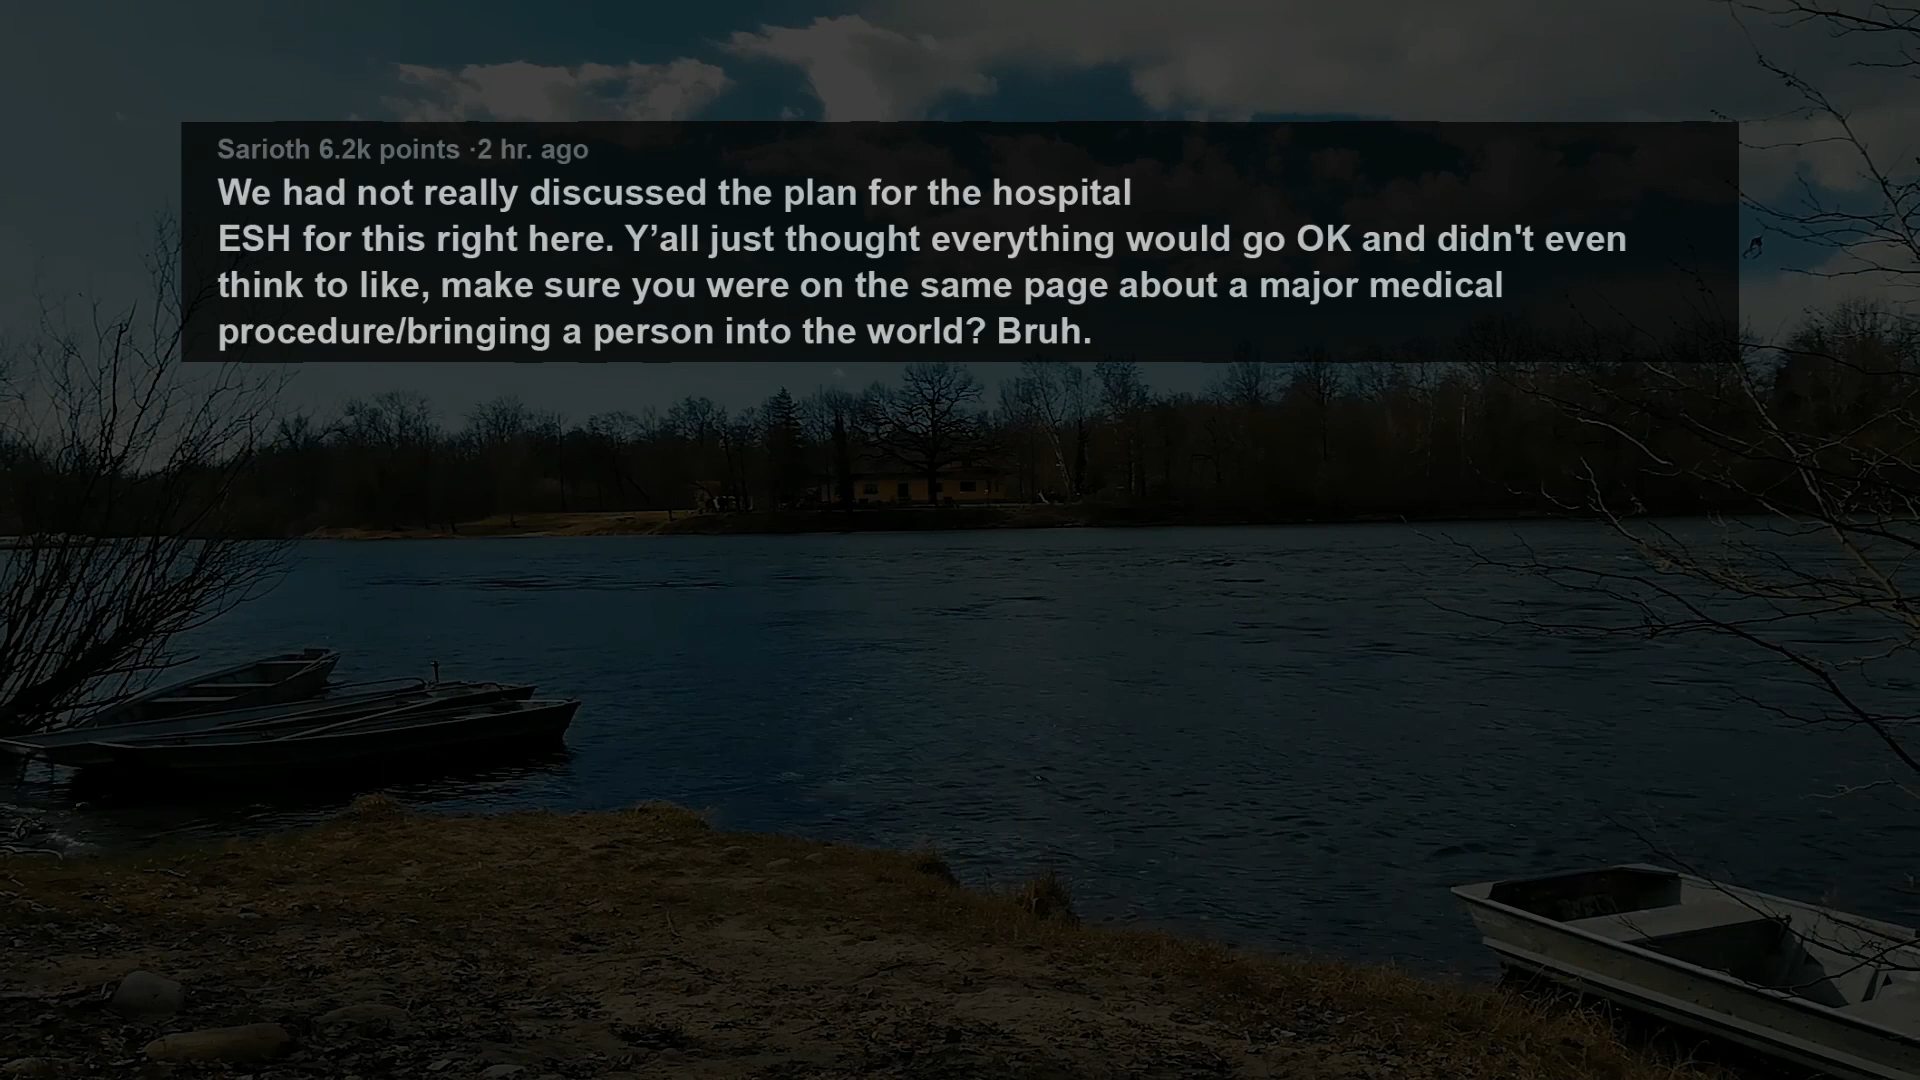 Sarioth 6.2k points ·2 hr. ago
We had not really discussed the plan for the hospital
ESH for this right here. Y’all just thought everything would go OK and didn't even
think to like, make sure you were on the same page about a major medical
procedure/bringing a person into the world? Bruh.